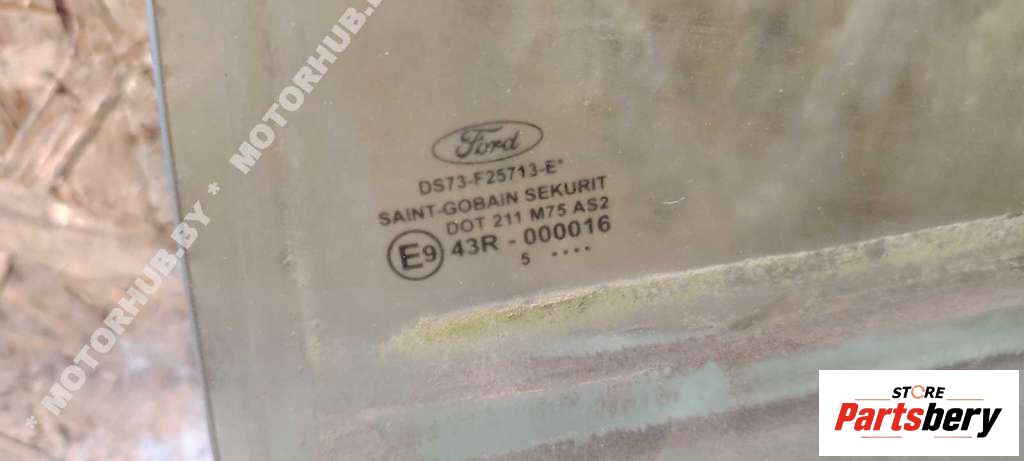 * MOTORHUB.BY * MOTORHUB.BY
Ford
DS73-F25713-E*
SAINT-GOBAIN SEKURIT
DOT 211 M75 AS2
E9 43R - 000016
5 ····
STORE
Partsbery